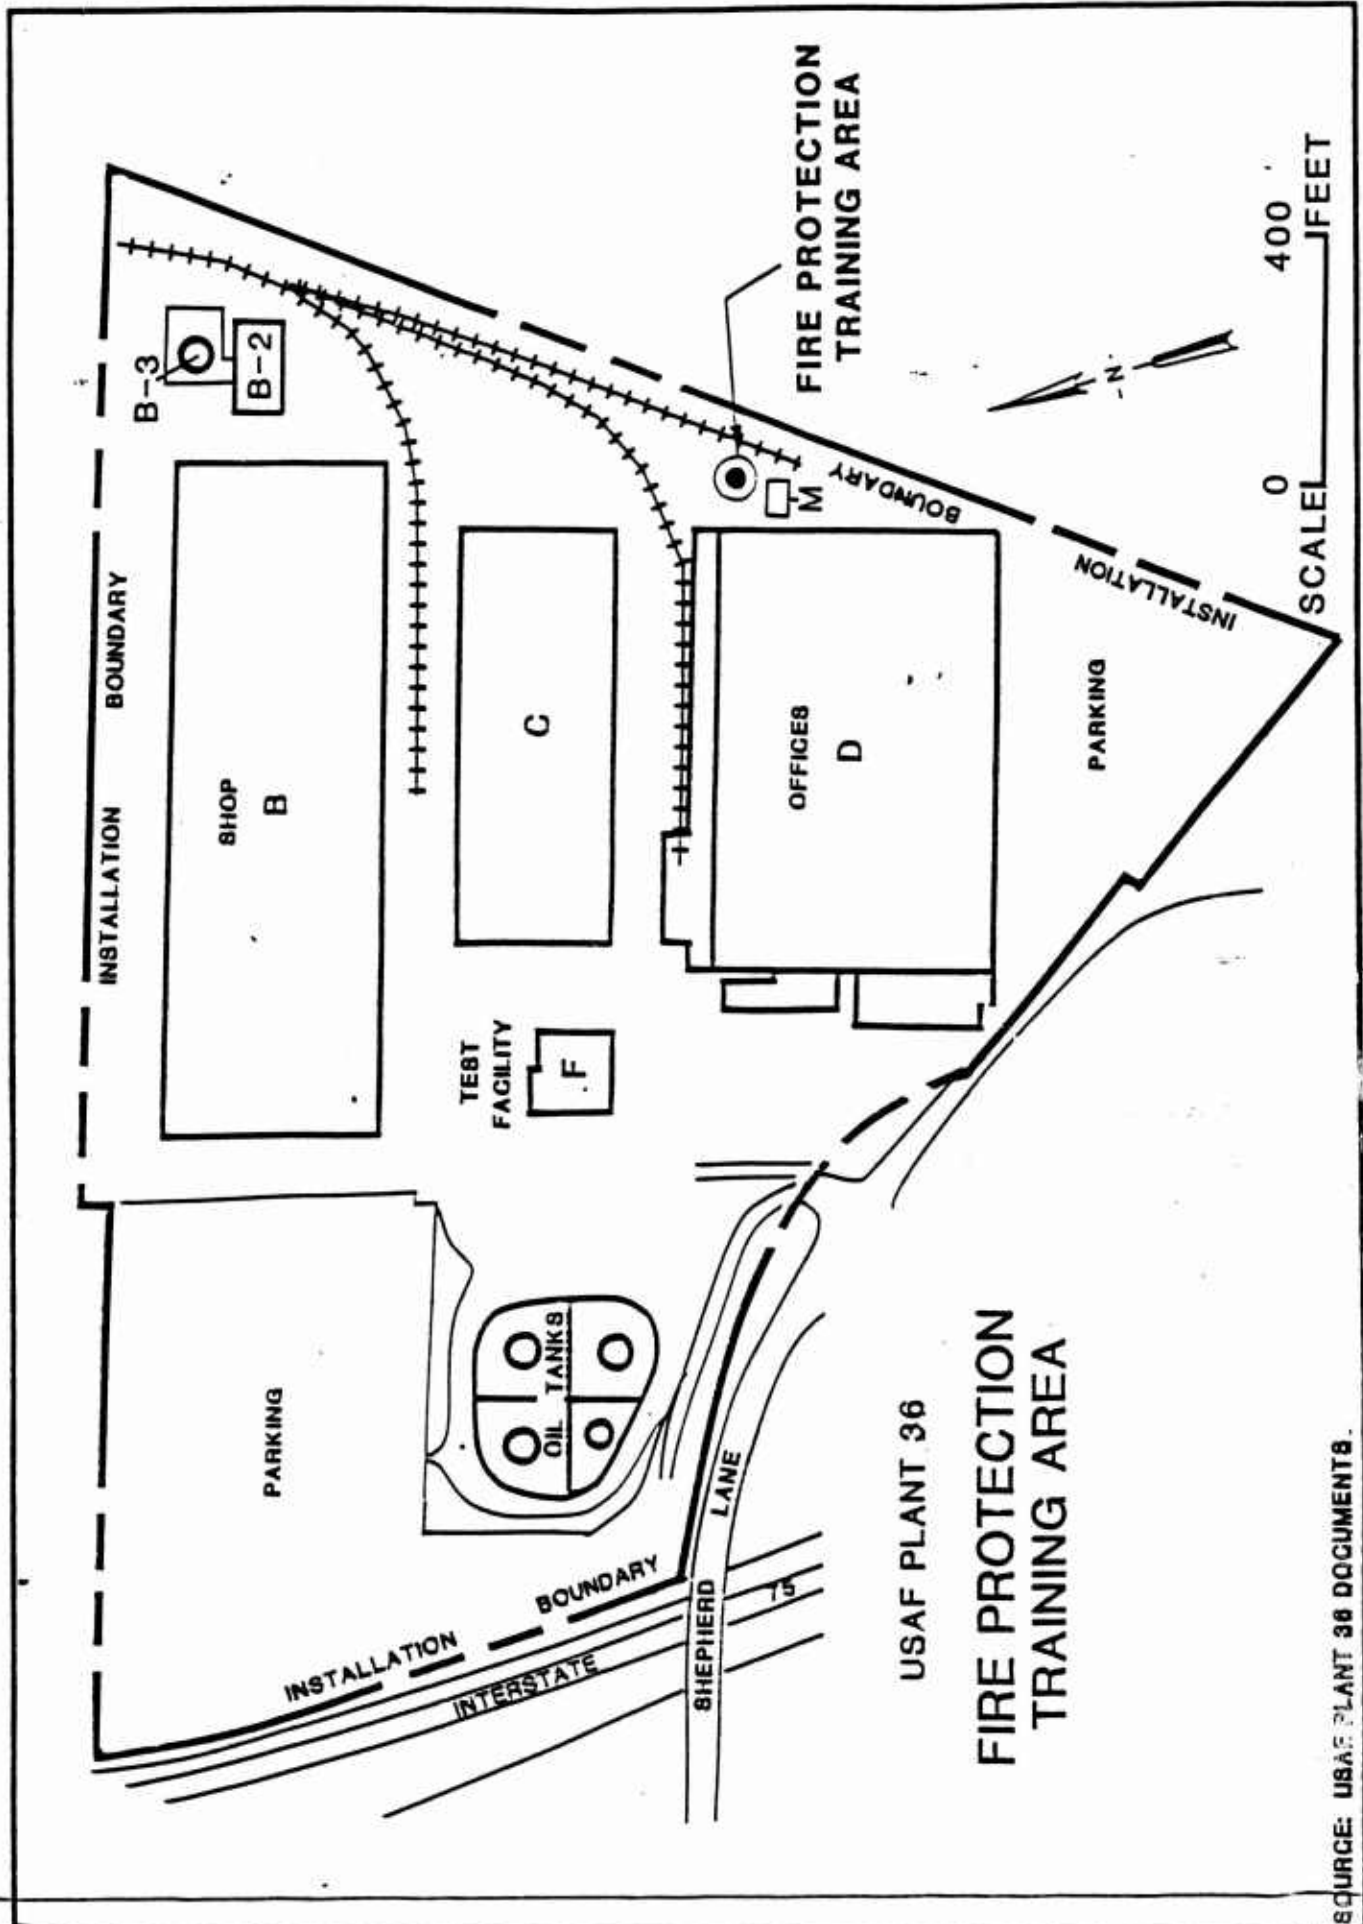 INSTALLATION BOUNDARY
B-3
B-2
SHOP
B
PARKING
INSTALLATION BOUNDARY
INTERSTATE
75
OIL TANKS
TEST
FACILITY
F
C
M
FIRE PROTECTION
TRAINING AREA
OFFICES
D
INSTALLATION BOUNDARY
PARKING
SHEPHERD LANE
-N-
USAF PLANT 36
FIRE PROTECTION
TRAINING AREA
0 400
SCALE FEET
SOURCE: USAF PLANT 36 DOCUMENTS.